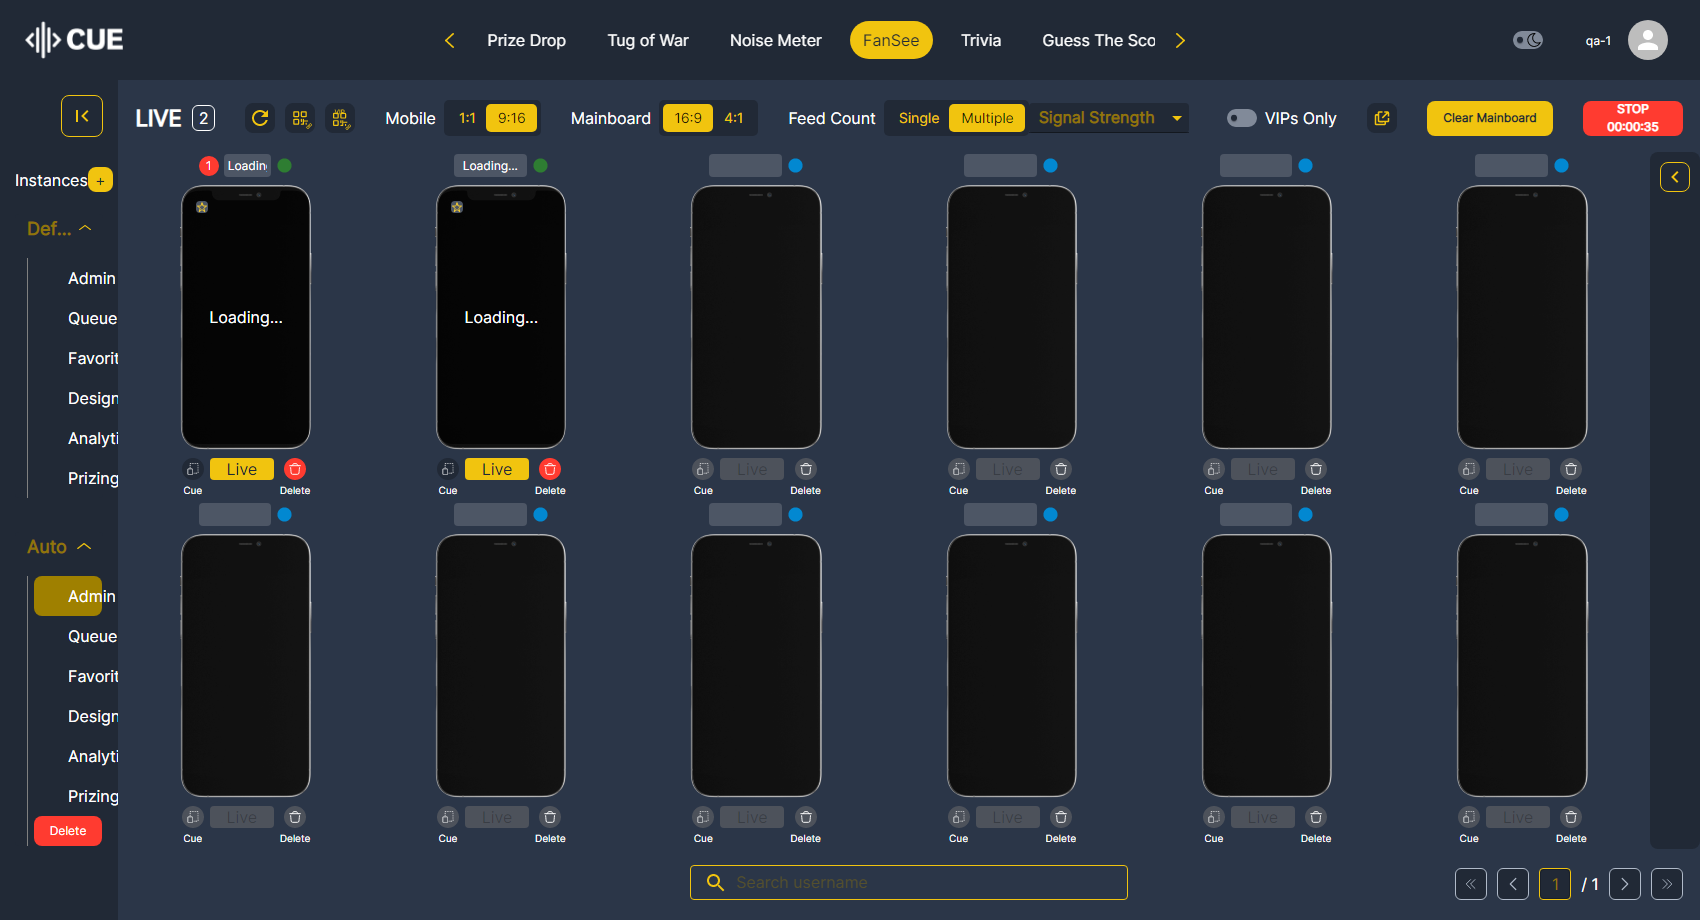 CUE
Prize Drop Tug of War Noise Meter FanSee Trivia Guess The Sco
qa-1
LIVE 2
Mobile 1:1 9:16 Mainboard 16:9 4:1 Feed Count Single Multiple Signal Strength
VIPs Only
Clear Mainboard
STOP
00:00:35
Instances +
Def...
Admin
Queue
Favorit
Design
Analyti
Prizing
Auto
Admin
Queue
Favorit
Design
Analyti
Prizing
Delete
1 Loadin
Loading...
Loading...
Loading...
Live Live Live Live Live Live
Cue Delete Cue Delete Cue Delete Cue Delete Cue Delete Cue Delete
Live Live Live Live Live Live
Cue Delete Cue Delete Cue Delete Cue Delete Cue Delete Cue Delete
Search username
1 / 1